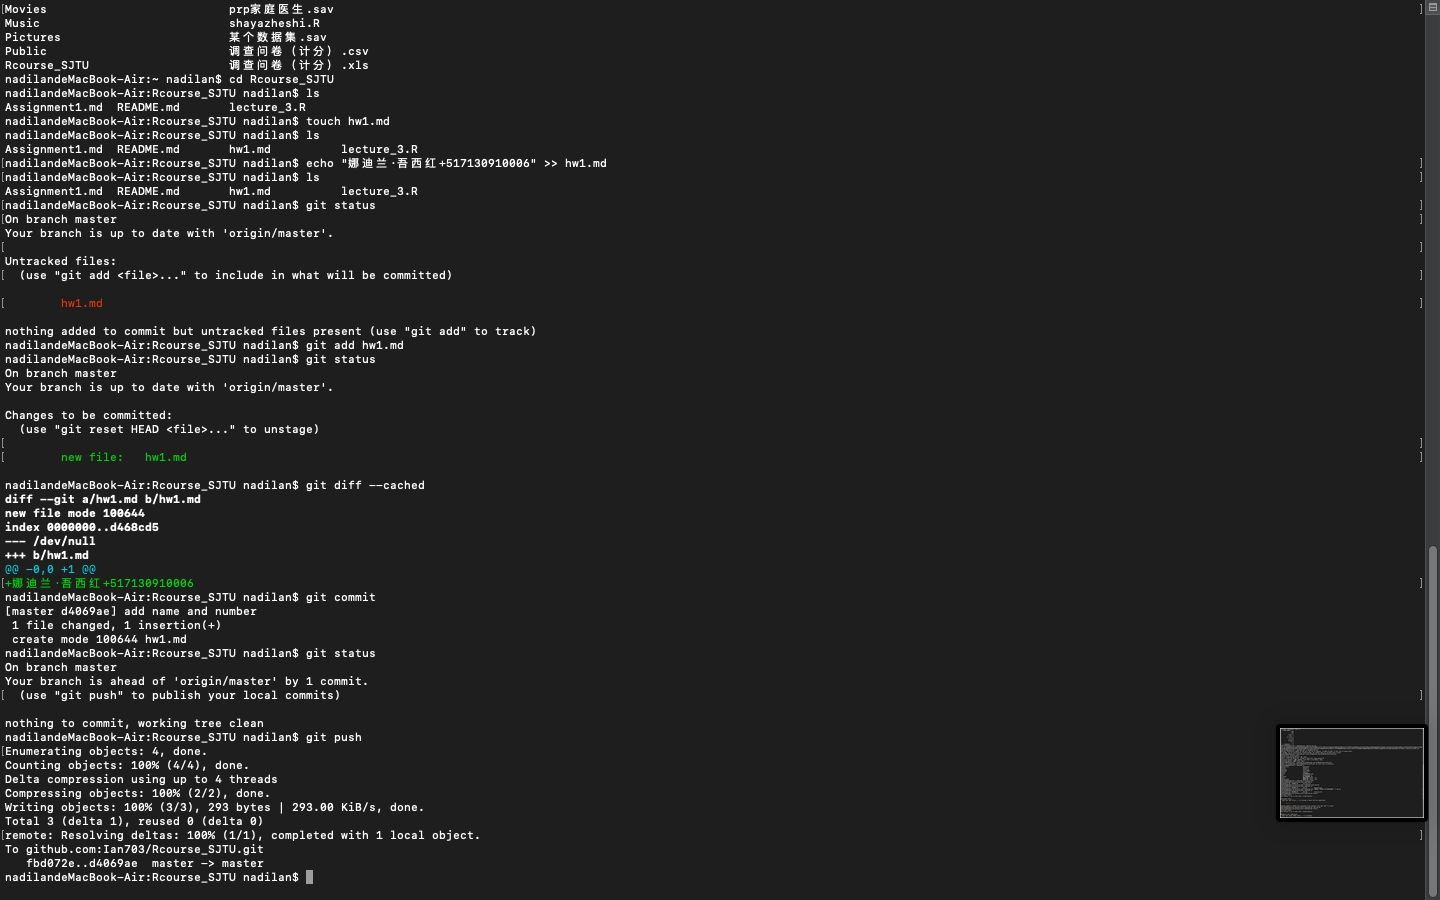 Movies                          prp家庭医生.sav
Music                           shayazheshi.R
Pictures                        某个数据集.sav
Public                          调查问卷（计分）.csv
Rcourse_SJTU                    调查问卷（计分）.xls
nadilandeMacBook-Air:~ nadilan$ cd Rcourse_SJTU
nadilandeMacBook-Air:Rcourse_SJTU nadilan$ ls
Assignment1.md  README.md       lecture_3.R
nadilandeMacBook-Air:Rcourse_SJTU nadilan$ touch hw1.md
nadilandeMacBook-Air:Rcourse_SJTU nadilan$ ls
Assignment1.md  README.md       hw1.md          lecture_3.R
[nadilandeMacBook-Air:Rcourse_SJTU nadilan$ echo "娜迪兰·吾西红+517130910006" >> hw1.md ]
[nadilandeMacBook-Air:Rcourse_SJTU nadilan$ ls ]
Assignment1.md  README.md       hw1.md          lecture_3.R
[nadilandeMacBook-Air:Rcourse_SJTU nadilan$ git status ]
[On branch master ]
Your branch is up to date with 'origin/master'.
[ ]
Untracked files:
[  (use "git add <file>..." to include in what will be committed) ]
[        hw1.md ]
nothing added to commit but untracked files present (use "git add" to track)
nadilandeMacBook-Air:Rcourse_SJTU nadilan$ git add hw1.md
nadilandeMacBook-Air:Rcourse_SJTU nadilan$ git status
On branch master
Your branch is up to date with 'origin/master'.
Changes to be committed:
  (use "git reset HEAD <file>..." to unstage)
[ ]
[        new file:   hw1.md ]
nadilandeMacBook-Air:Rcourse_SJTU nadilan$ git diff --cached
diff --git a/hw1.md b/hw1.md
new file mode 100644
index 0000000..d468cd5
--- /dev/null
+++ b/hw1.md
@@ -0,0 +1 @@
[+娜迪兰·吾西红+517130910006 ]
nadilandeMacBook-Air:Rcourse_SJTU nadilan$ git commit
[master d4069ae] add name and number
 1 file changed, 1 insertion(+)
 create mode 100644 hw1.md
nadilandeMacBook-Air:Rcourse_SJTU nadilan$ git status
On branch master
Your branch is ahead of 'origin/master' by 1 commit.
[  (use "git push" to publish your local commits) ]
nothing to commit, working tree clean
nadilandeMacBook-Air:Rcourse_SJTU nadilan$ git push
[Enumerating objects: 4, done.
Counting objects: 100% (4/4), done.
Delta compression using up to 4 threads
Compressing objects: 100% (2/2), done.
Writing objects: 100% (3/3), 293 bytes | 293.00 KiB/s, done.
Total 3 (delta 1), reused 0 (delta 0)
[remote: Resolving deltas: 100% (1/1), completed with 1 local object. ]
To github.com:Ian703/Rcourse_SJTU.git
   fbd072e..d4069ae  master -> master
nadilandeMacBook-Air:Rcourse_SJTU nadilan$